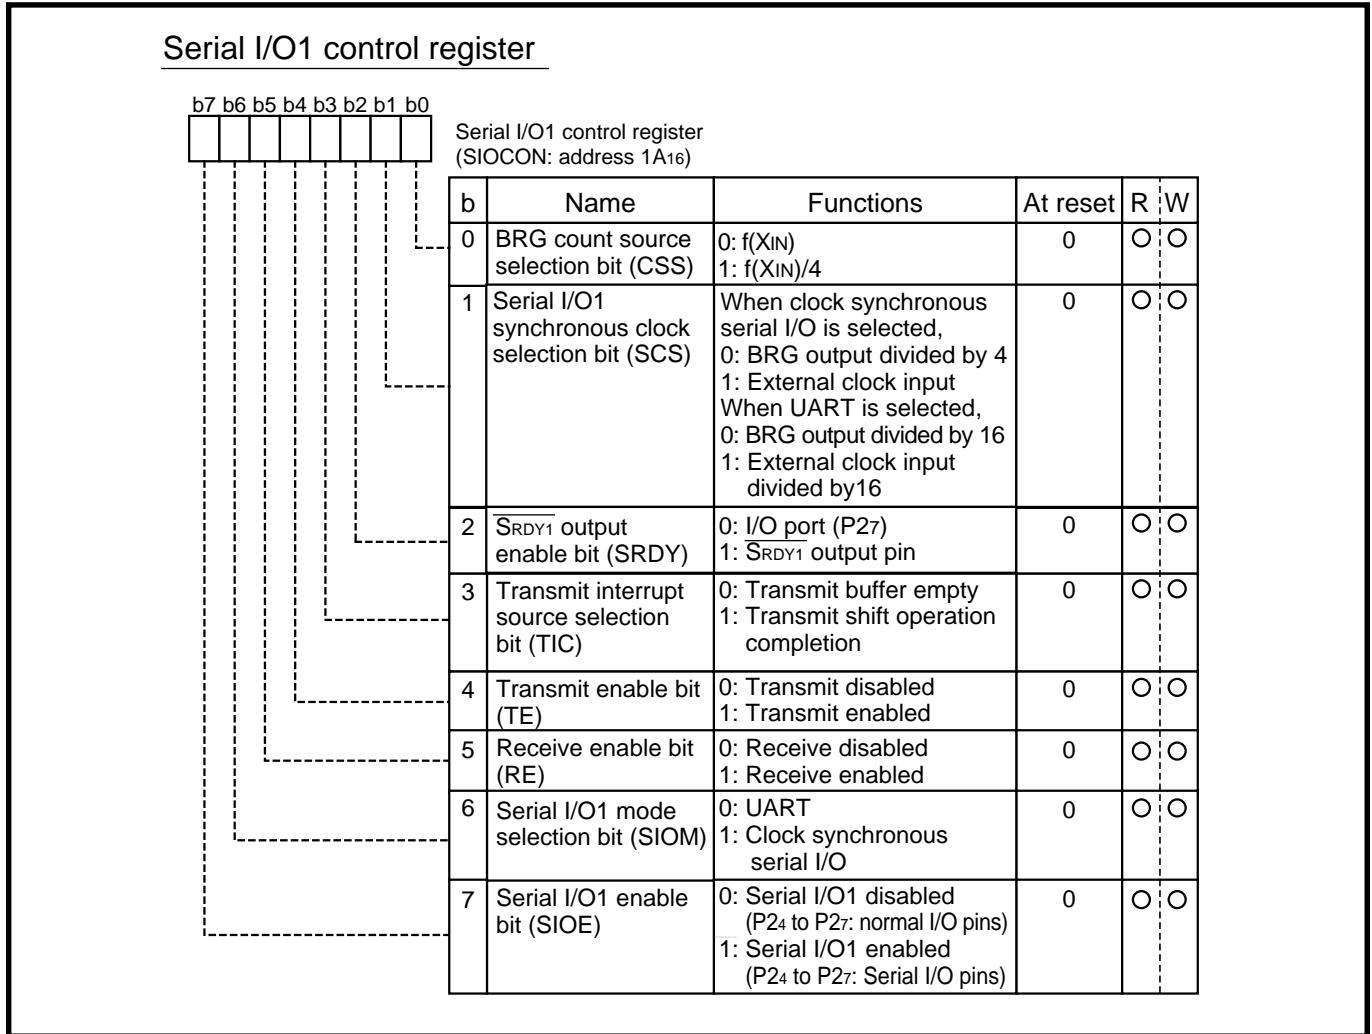 Serial I/O1 control register
b7 b6 b5 b4 b3 b2 b1 b0
Serial I/O1 control register
(SIOCON: address 1A16)
b Name Functions At reset R W
0 BRG count source 0: f(XIN) 0 O O
selection bit (CSS) 1: f(XIN)/4
1 Serial I/O1 When clock synchronous 0 O O
synchronous clock serial I/O is selected,
selection bit (SCS) 0: BRG output divided by 4
1: External clock input
When UART is selected,
0: BRG output divided by 16
1: External clock input
divided by16
2 SRDY1 output 0: I/O port (P27) 0 O O
enable bit (SRDY) 1: SRDY1 output pin
3 Transmit interrupt 0: Transmit buffer empty 0 O O
source selection 1: Transmit shift operation
bit (TIC) completion
4 Transmit enable bit 0: Transmit disabled 0 O O
(TE) 1: Transmit enabled
5 Receive enable bit 0: Receive disabled 0 O O
(RE) 1: Receive enabled
6 Serial I/O1 mode 0: UART 0 O O
selection bit (SIOM) 1: Clock synchronous
serial I/O
7 Serial I/O1 enable 0: Serial I/O1 disabled 0 O O
bit (SIOE) (P24 to P27: normal I/O pins)
1: Serial I/O1 enabled
(P24 to P27: Serial I/O pins)